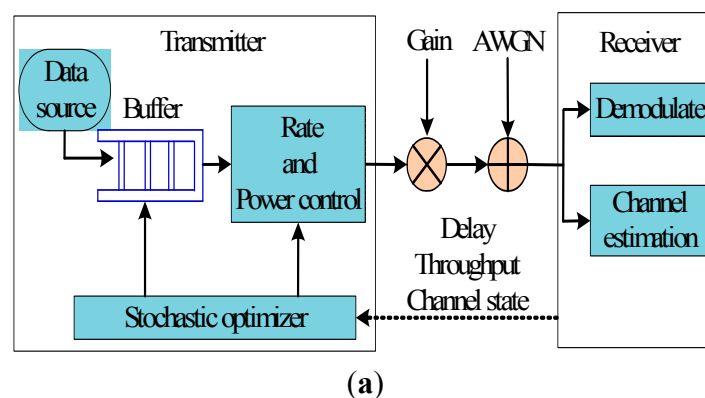 Transmitter
Data
source
Buffer
Rate
and
Power control
Stochastic optimizer
Gain
AWGN
Delay
Throughput
Channel state
Receiver
Demodulate
Channel
estimation
(a)